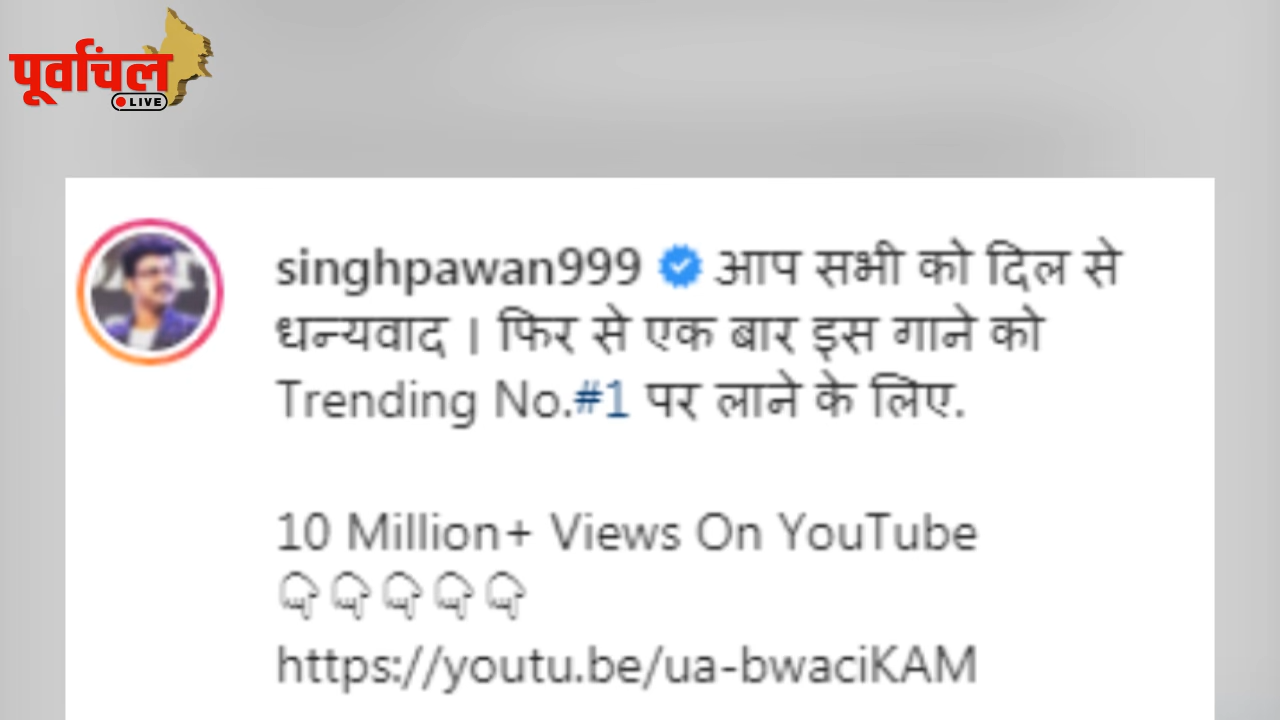 पूर्वांचल
LIVE
singhpawan999 आप सभी को दिल से
धन्यवाद । फिर से एक बार इस गाने को
Trending No.#1 पर लाने के लिए.
10 Million+ Views On YouTube
👇👇👇👇👇
https://youtu.be/ua-bwaciKAM